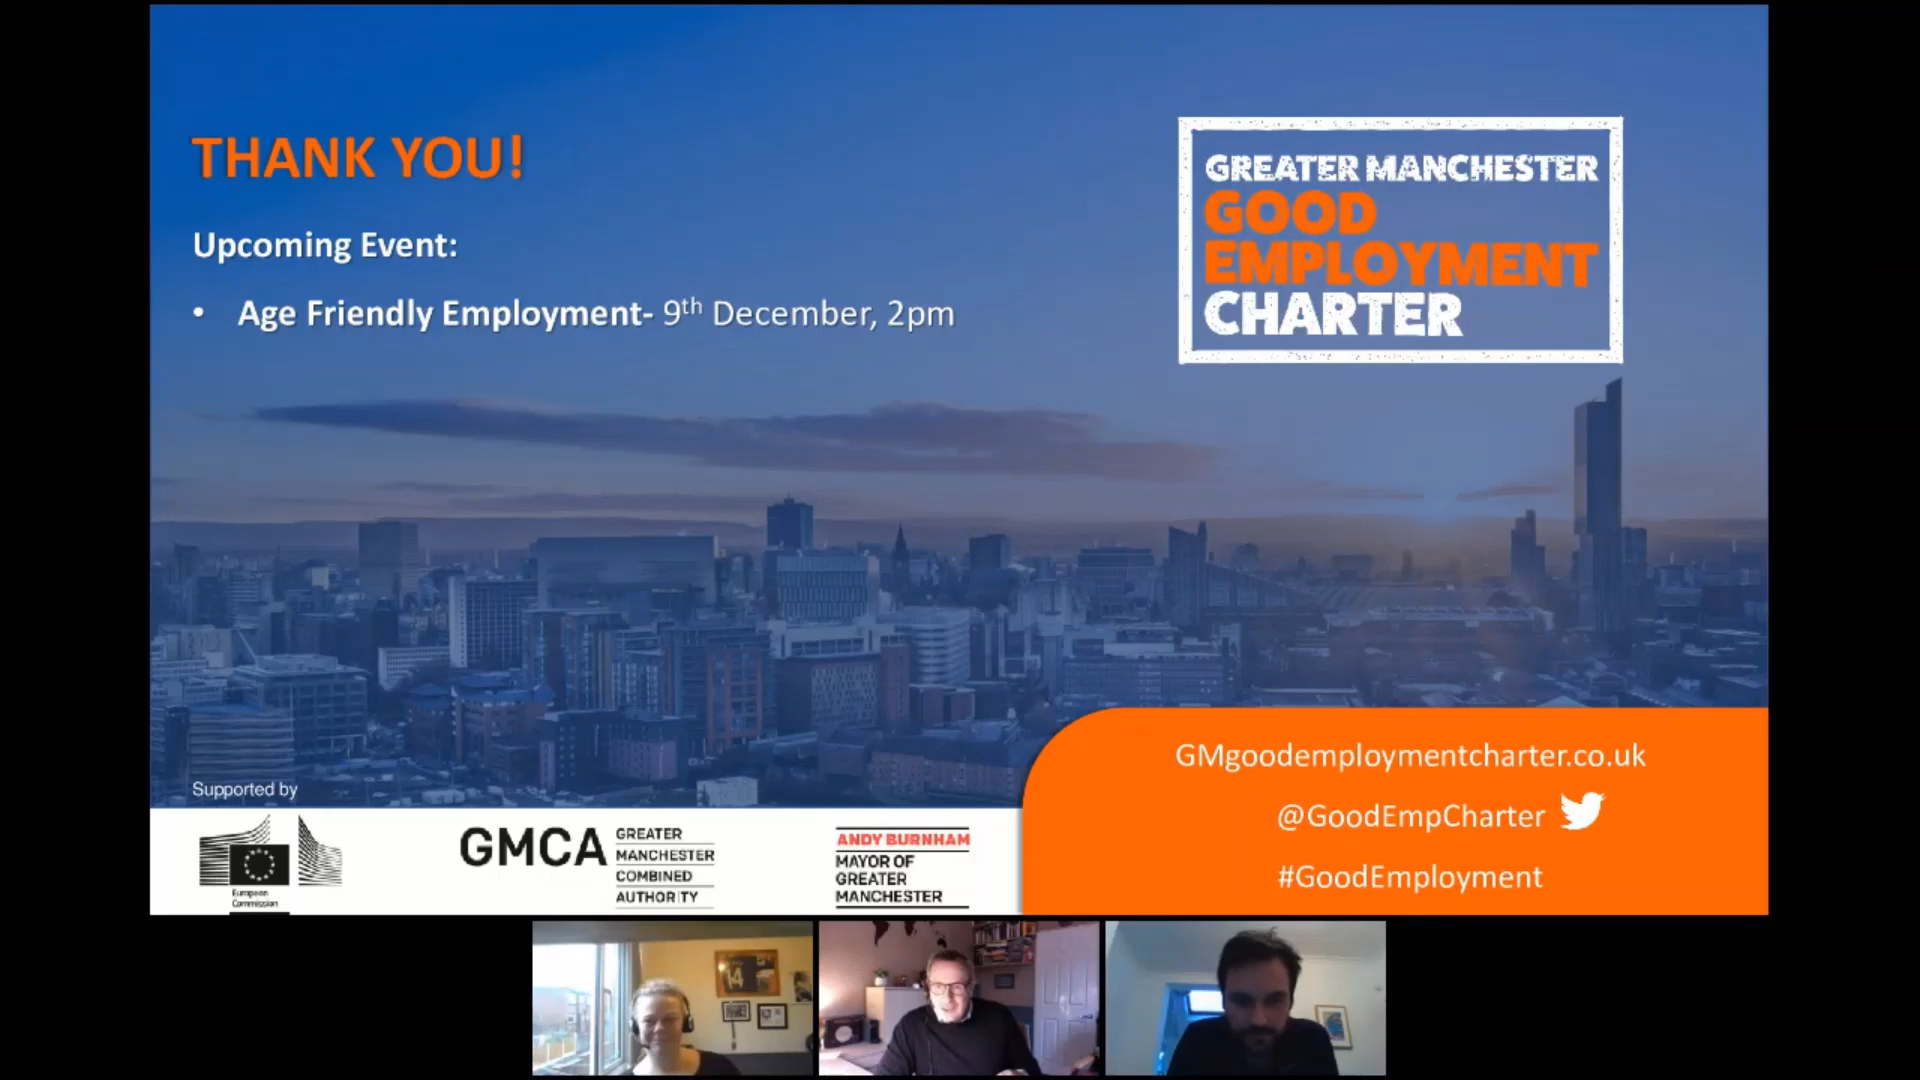 THANK YOU!
Upcoming Event:
• Age Friendly Employment- 9th December, 2pm
GREATER MANCHESTER
GOOD
EMPLOYMENT
CHARTER
Supported by
European
Commission
GMCA
GREATER
MANCHESTER
COMBINED
AUTHORITY
ANDY BURNHAM
MAYOR OF
GREATER
MANCHESTER
GMgoodemploymentcharter.co.uk
@GoodEmpCharter
#GoodEmployment
14